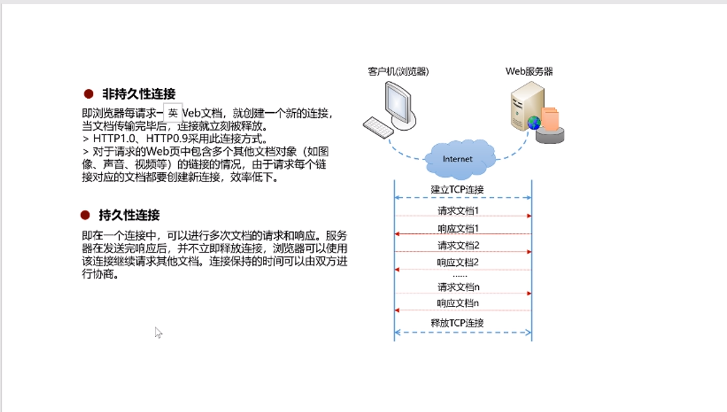 非持久性连接
即浏览器每请求一 英 Web文档，就创建一个新的连接，
当文档传输完毕后，连接就立刻被释放。
> HTTP1.0、HTTP0.9采用此连接方式。
> 对于请求的Web页中包含多个其他文档对象（如图
像、声音、视频等）的链接的情况，由于请求每个链
接对应的文档都要创建新连接，效率低下。
持久性连接
即在一个连接中，可以进行多次文档的请求和响应。服务
器在发送完响应后，并不立即释放连接，浏览器可以使用
该连接继续请求其他文档。连接保持的时间可以由双方进
行协商。
客户机(浏览器)
Web服务器
Internet
建立TCP连接
请求文档1
响应文档1
请求文档2
响应文档2
......
请求文档n
响应文档n
释放TCP连接